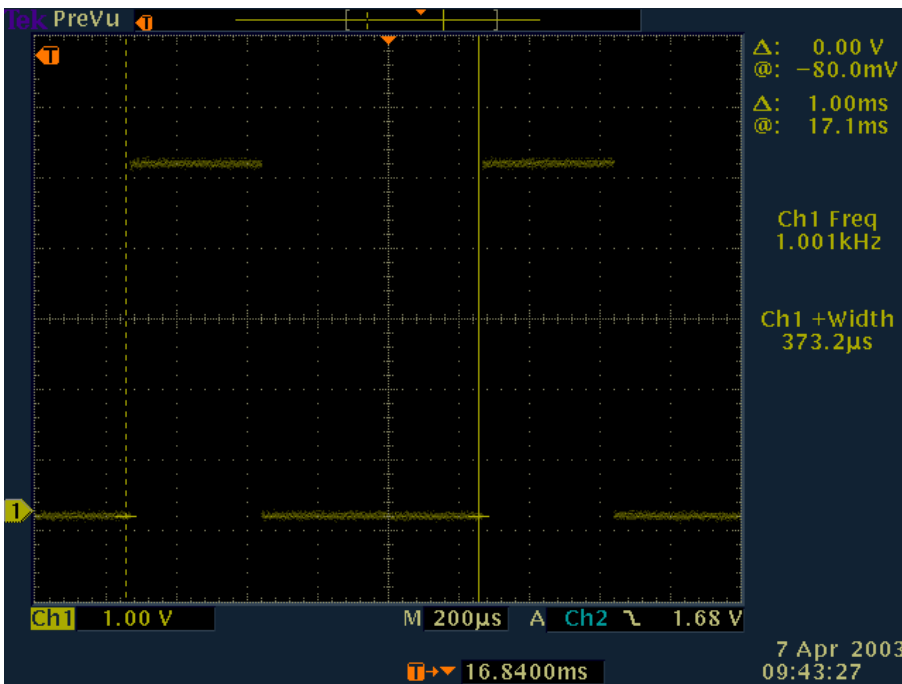 Tek PreVu T
T
Δ: 0.00 V
@: −80.0mV
Δ: 1.00ms
@: 17.1ms
Ch1 Freq
1.001kHz
Ch1 +Width
373.2µs
1
Ch1 1.00 V M 200µs A Ch2 1.68 V
T 16.8400ms
7 Apr 2003
09:43:27